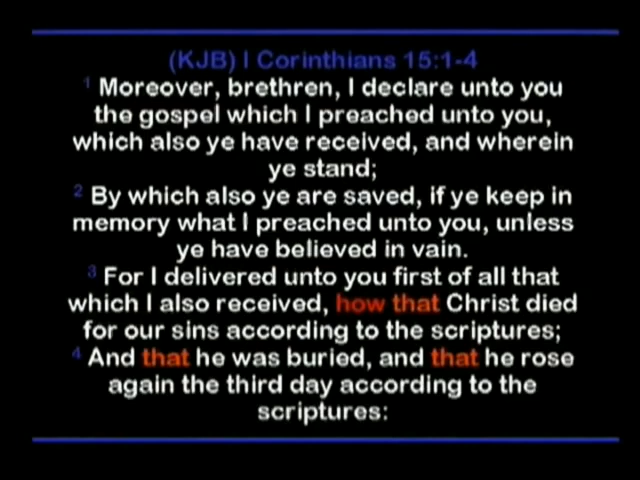 (KJB) I Corinthians 15:1-4
1 Moreover, brethren, I declare unto you
the gospel which I preached unto you,
which also ye have received, and wherein
ye stand;
2 By which also ye are saved, if ye keep in
memory what I preached unto you, unless
ye have believed in vain.
3 For I delivered unto you first of all that
which I also received, how that Christ died
for our sins according to the scriptures;
4 And that he was buried, and that he rose
again the third day according to the
scriptures: